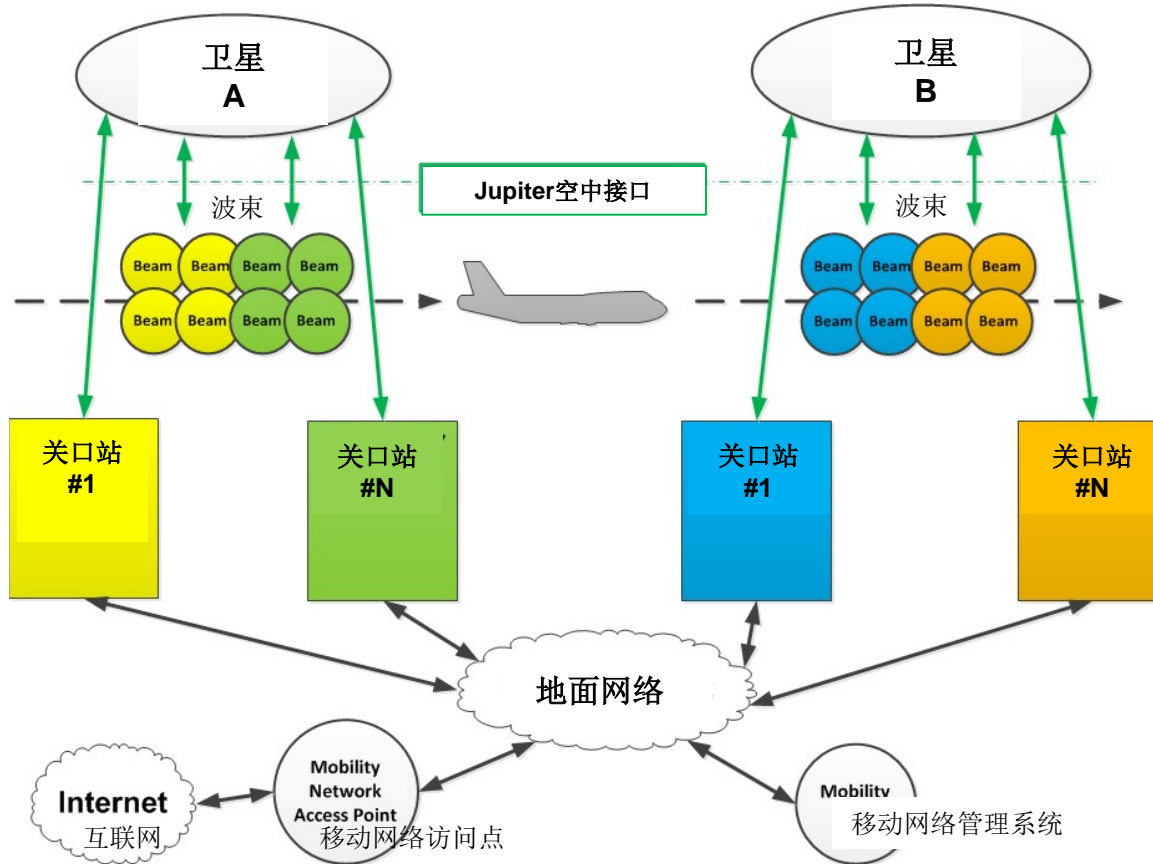 卫星
A
卫星
B
Jupiter空中接口
波束
波束
Beam Beam Beam Beam
Beam Beam Beam Beam
Beam Beam Beam Beam
Beam Beam Beam Beam
关口站
#1
关口站
#N
关口站
#1
关口站
#N
地面网络
Internet
互联网
Mobility
Network
Access Point
移动网络访问点
Mobility
移动网络管理系统